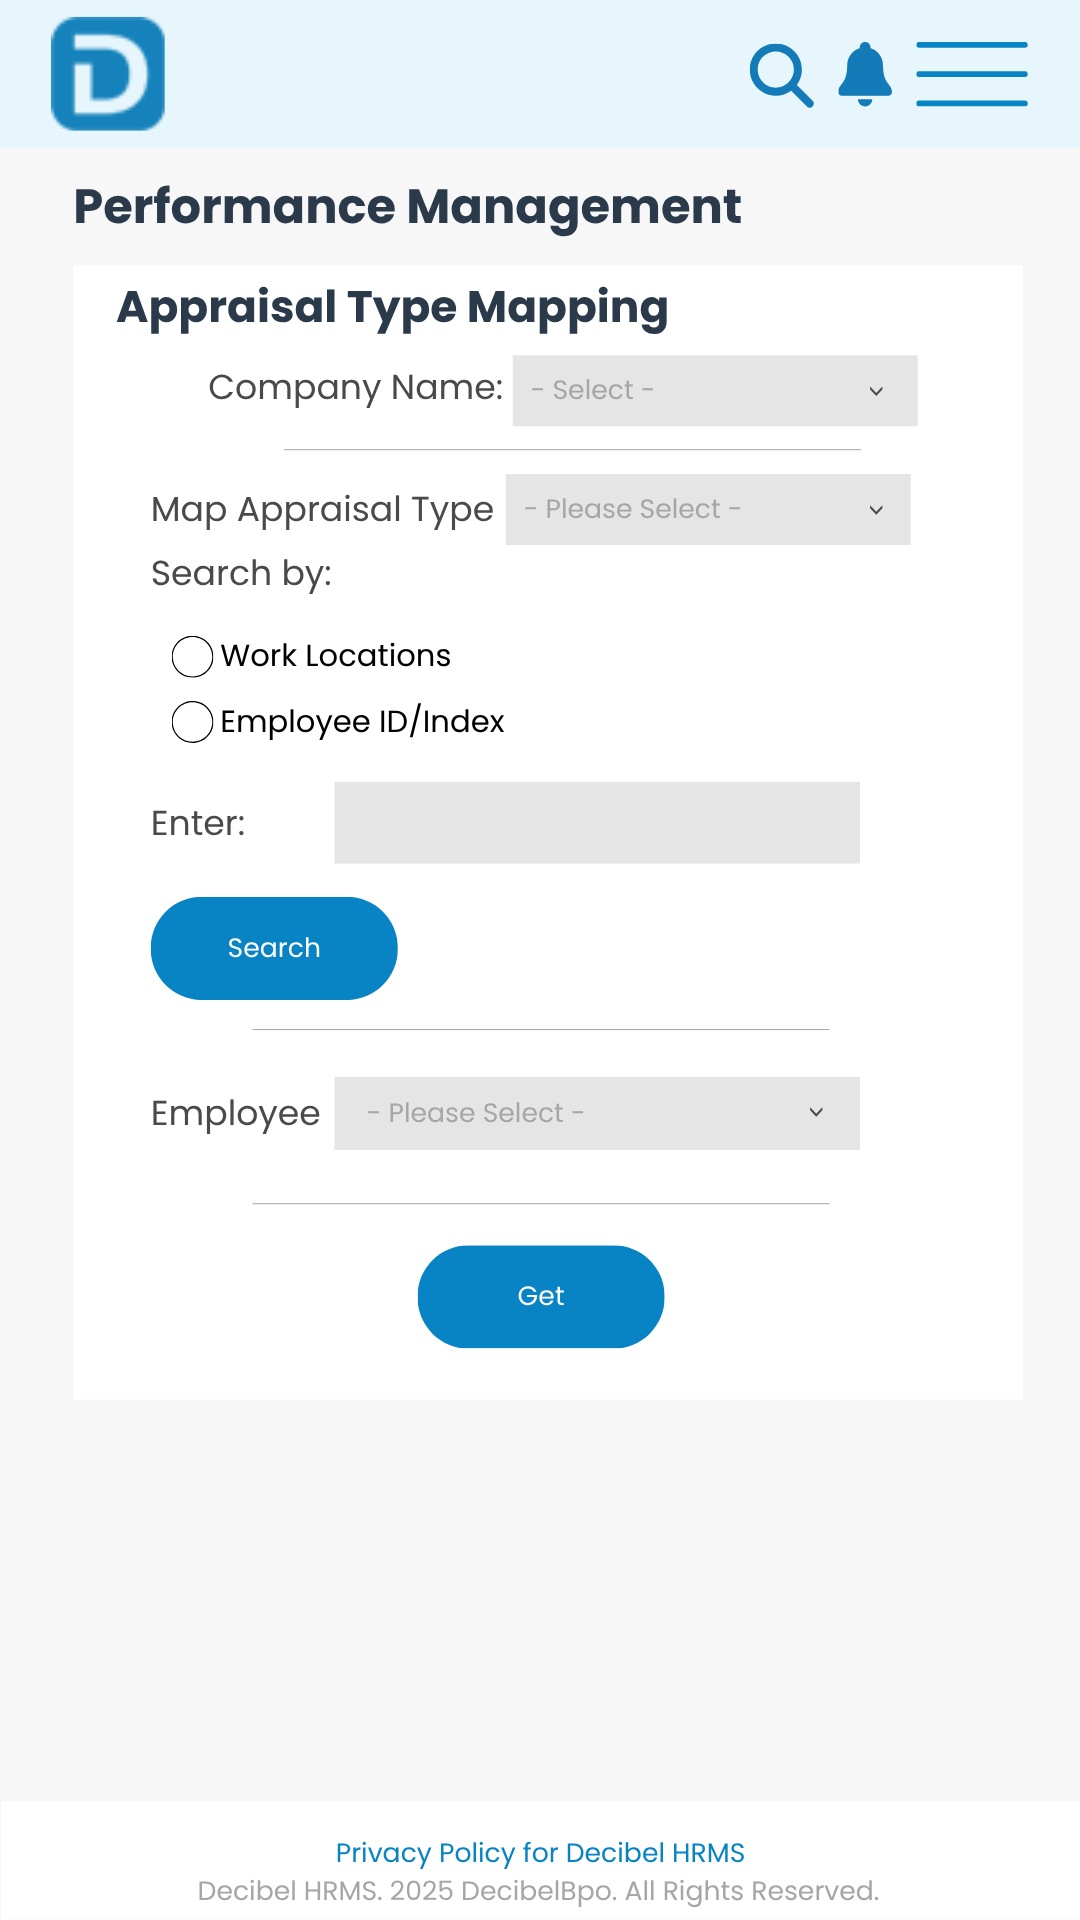 D
Performance Management
Appraisal Type Mapping
Company Name: - Select -
Map Appraisal Type - Please Select -
Search by:
Work Locations
Employee ID/Index
Enter:
Search
Employee - Please Select -
Get
Privacy Policy for Decibel HRMS
Decibel HRMS. 2025 DecibelBpo. All Rights Reserved.